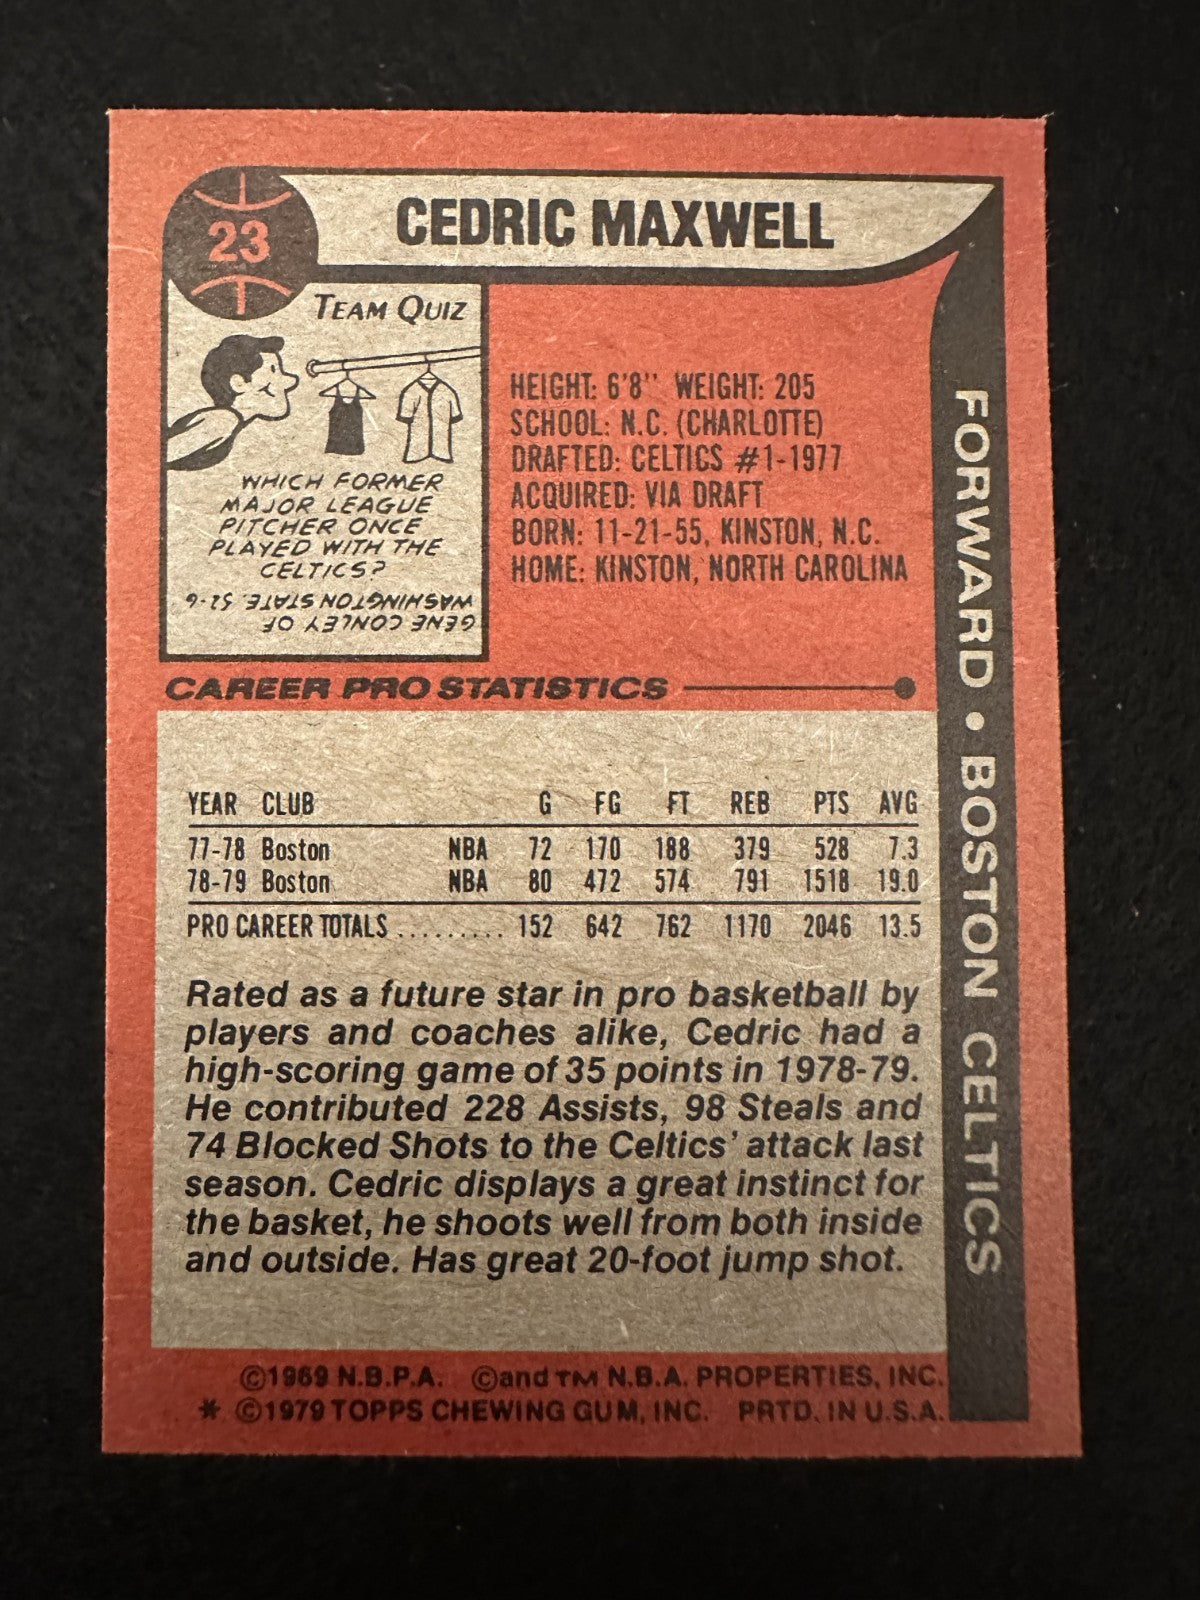 23
CEDRIC MAXWELL
TEAM QUIZ
WHICH FORMER
MAJOR LEAGUE
PITCHER ONCE
PLAYED WITH THE
CELTICS?
GENE CONLEY OF
WASHINGTON STATE. 52-6
HEIGHT: 6'8" WEIGHT: 205
SCHOOL: N.C. (CHARLOTTE)
DRAFTED: CELTICS #1-1977
ACQUIRED: VIA DRAFT
BORN: 11-21-55, KINSTON, N.C.
HOME: KINSTON, NORTH CAROLINA
FORWARD • BOSTON CELTICS
CAREER PRO STATISTICS
YEAR CLUB G FG FT REB PTS AVG
77-78 Boston NBA 72 170 188 379 528 7.3
78-79 Boston NBA 80 472 574 791 1518 19.0
PRO CAREER TOTALS ......... 152 642 762 1170 2046 13.5
Rated as a future star in pro basketball by
players and coaches alike, Cedric had a
high-scoring game of 35 points in 1978-79.
He contributed 228 Assists, 98 Steals and
74 Blocked Shots to the Celtics' attack last
season. Cedric displays a great instinct for
the basket, he shoots well from both inside
and outside. Has great 20-foot jump shot.
©1969 N.B.P.A. ©and TM N.B.A. PROPERTIES, INC.
* ©1979 TOPPS CHEWING GUM, INC. PRTD. IN U.S.A.